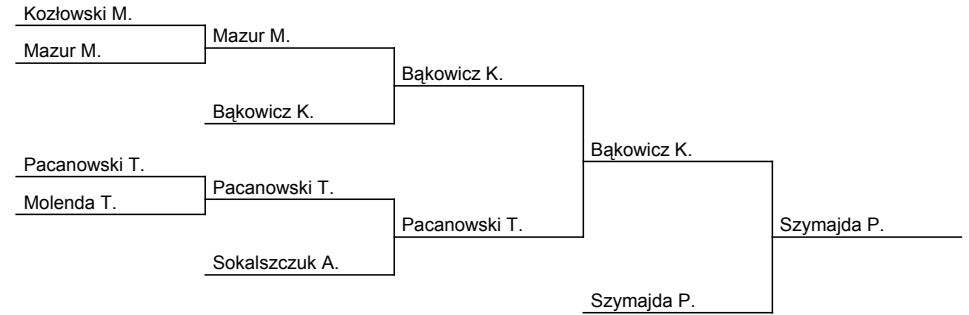 Kozłowski M.
Mazur M.
Mazur M.
Bąkowicz K.
Bąkowicz K.
Bąkowicz K.
Pacanowski T.
Pacanowski T.
Molenda T.
Pacanowski T.
Szymajda P.
Sokalszczuk A.
Szymajda P.